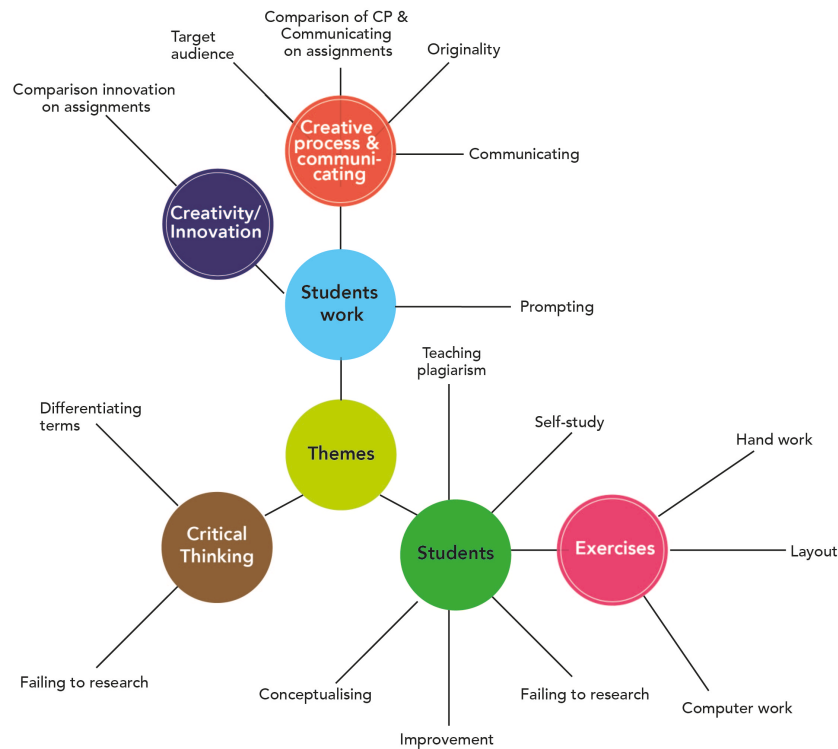 Comparison of CP &
Communicating
on assignments
Target
audience
Originality
Comparison innovation
on assignments
Creative
process &
communi-
cating
Communicating
Creativity/
Innovation
Students
work
Prompting
Teaching
plagiarism
Differentiating
terms
Self-study
Hand work
Themes
Critical
Thinking
Students
Exercises
Layout
Failing to research
Conceptualising
Failing to research
Computer work
Improvement